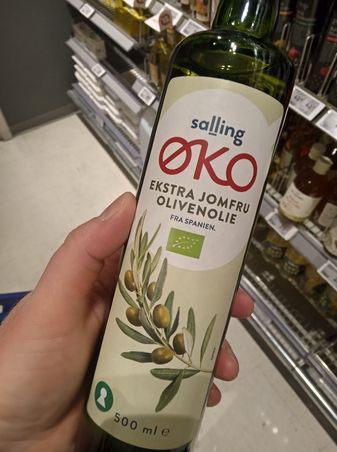 salling
ØKO
EKSTRA JOMFRU
OLIVENOLIE
FRA SPANIEN.
500 ml e